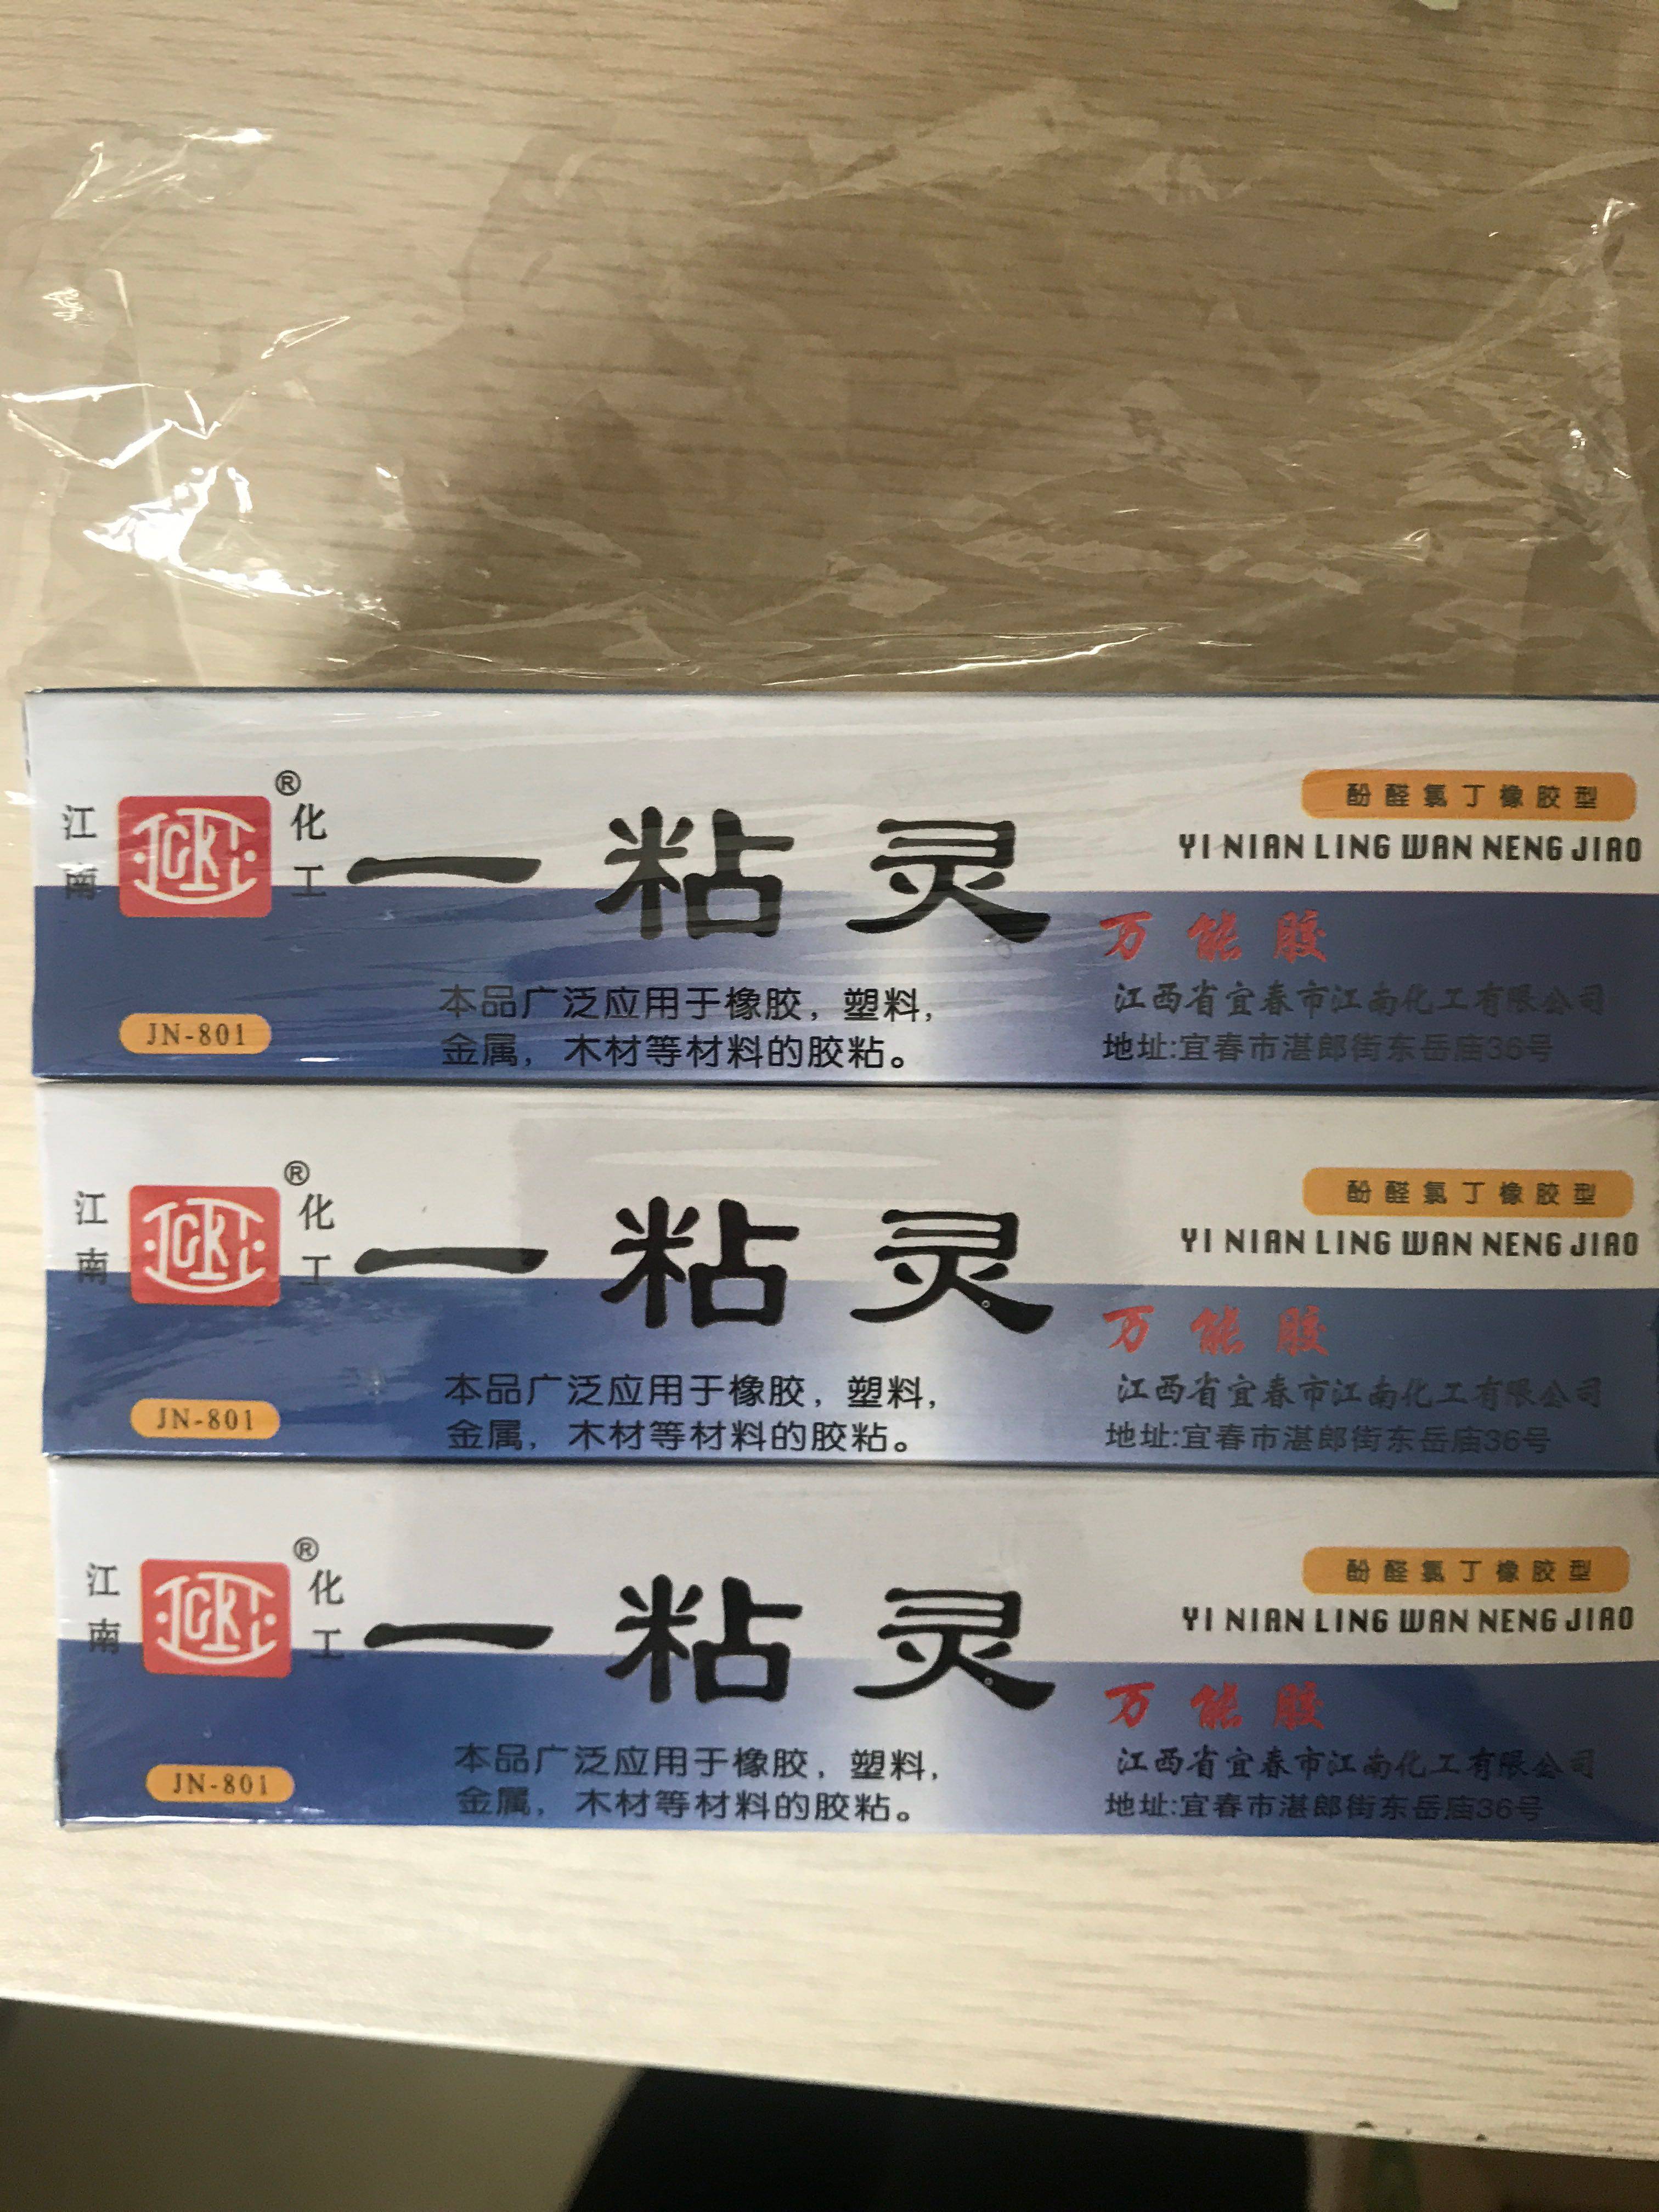 江南
JGKT
®
化工
一粘灵
酚醛氯丁橡胶型
YI NIAN LING WAN NENG JIAO
万能胶
JN-801
本品广泛应用于橡胶，塑料，
金属，木材等材料的胶粘。
江西省宜春市江南化工有限公司
地址:宜春市湛郎街东岳庙36号
江南
JGKT
®
化工
一粘灵
酚醛氯丁橡胶型
YI NIAN LING WAN NENG JIAO
万能胶
JN-801
本品广泛应用于橡胶，塑料，
金属，木材等材料的胶粘。
江西省宜春市江南化工有限公司
地址:宜春市湛郎街东岳庙36号
江南
JGKT
®
化工
一粘灵
酚醛氯丁橡胶型
YI NIAN LING WAN NENG JIAO
万能胶
JN-801
本品广泛应用于橡胶，塑料，
金属，木材等材料的胶粘。
江西省宜春市江南化工有限公司
地址:宜春市湛郎街东岳庙36号